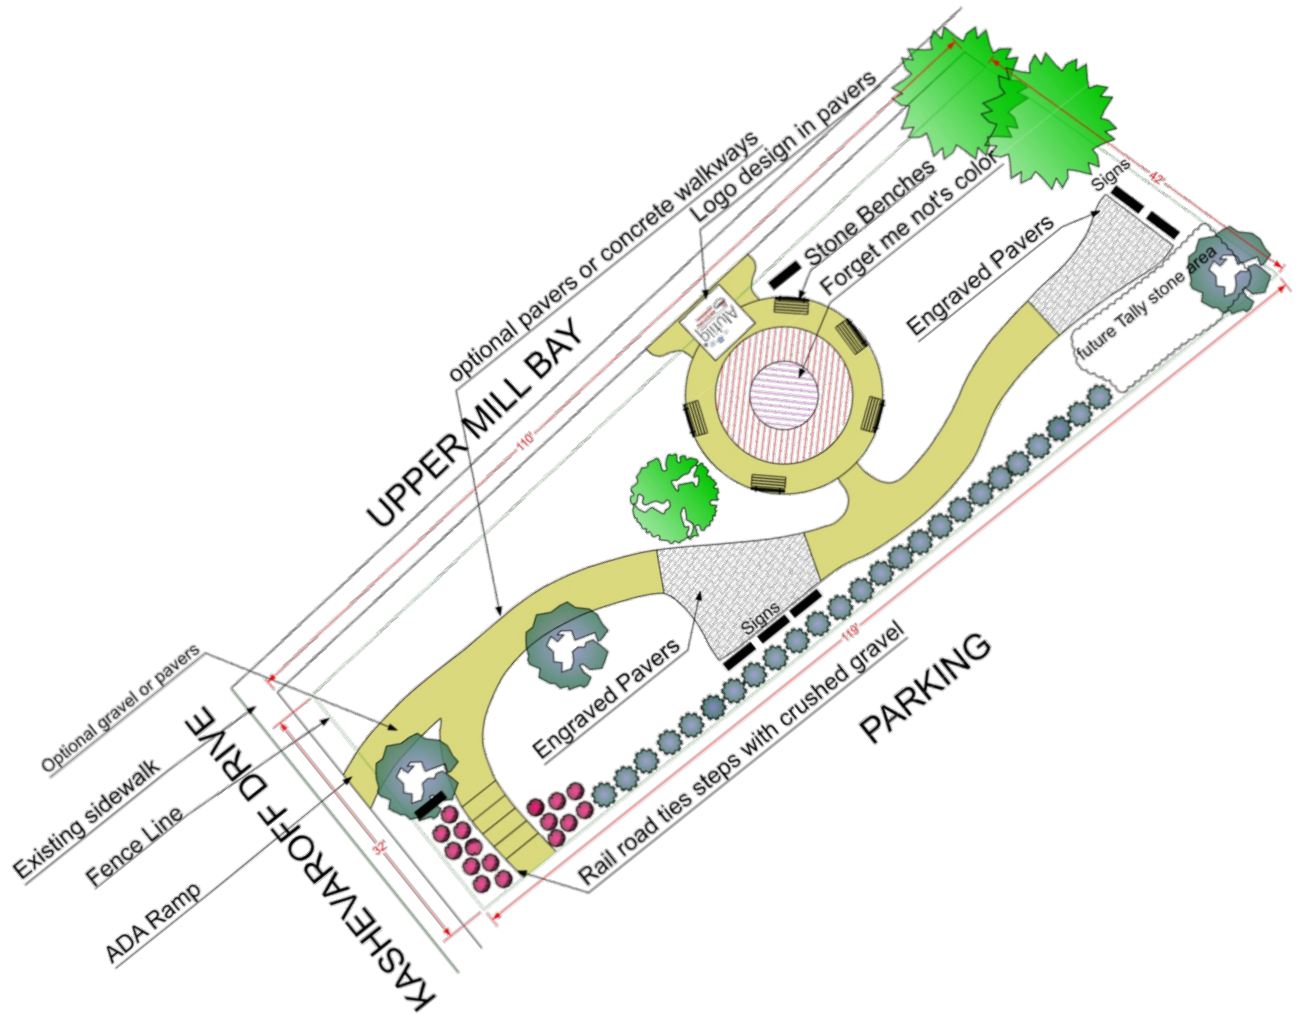 optional pavers or concrete walkways
Logo design in pavers
Stone Benches
Forget me not's color
Signs
42'
Engraved Pavers
future Tally stone area
UPPER MILL BAY
110'
Alutiiq
Signs
Engraved Pavers
119'
PARKING
Rail road ties steps with crushed gravel
Optional gravel or pavers
Existing sidewalk
Fence Line
ADA Ramp
32'
KASHEVAROFF DRIVE